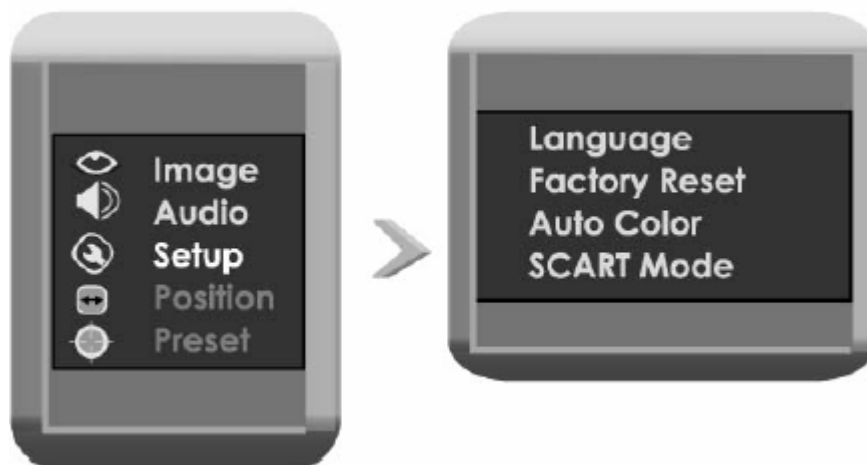 Image
Audio
Setup
Position
Preset
Language
Factory Reset
Auto Color
SCART Mode